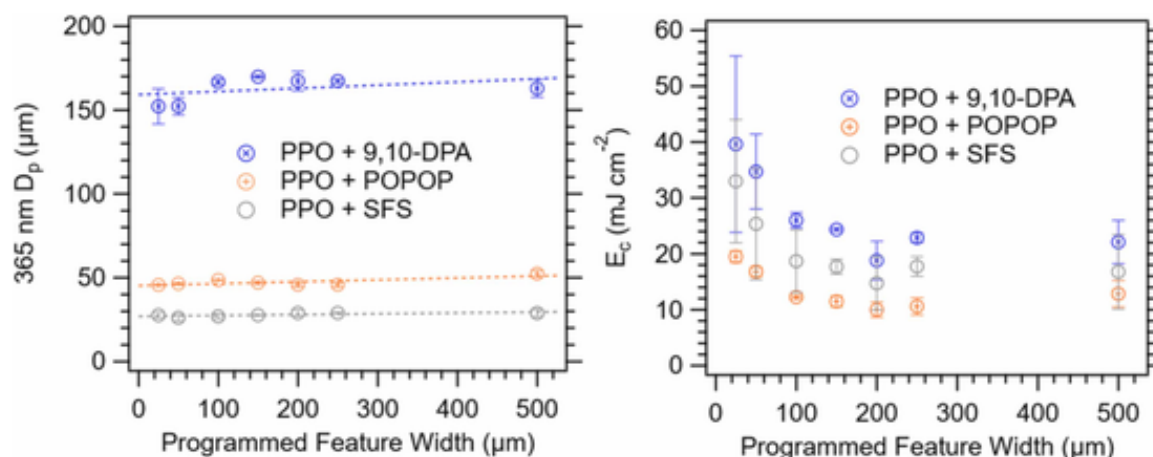 200
150
100
50
0
365 nm Dp (µm)
PPO + 9,10-DPA
PPO + POPOP
PPO + SFS
0 100 200 300 400 500
Programmed Feature Width (µm)
60
50
40
30
20
10
0
Ec (mJ cm-2)
PPO + 9,10-DPA
PPO + POPOP
PPO + SFS
0 100 200 300 400 500
Programmed Feature Width (µm)